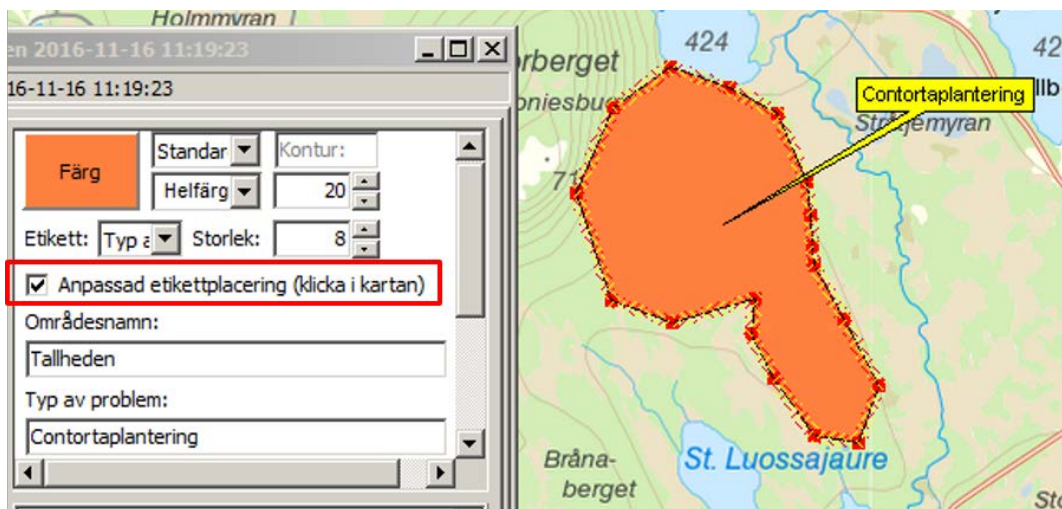 Holmmyran
en 2016-11-16 11:19:23
16-11-16 11:19:23
Färg
Standar
Kontur:
Helfärg
20
Etikett:
Typ a
Storlek:
8
Anpassad etikettplacering (klicka i kartan)
Områdesnamn:
Tallheden
Typ av problem:
Contortaplantering
rberget
424
42
Contortaplantering
St. Luossajaure
Bråna-
berget